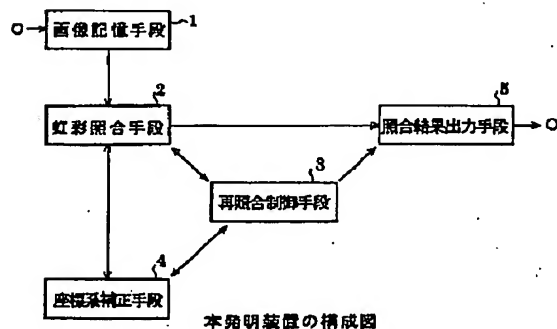 画像記憶手段
1
虹彩照合手段
2
照合結果出力手段
5
再照合制御手段
3
座標系補正手段
4
本発明装置の構成図